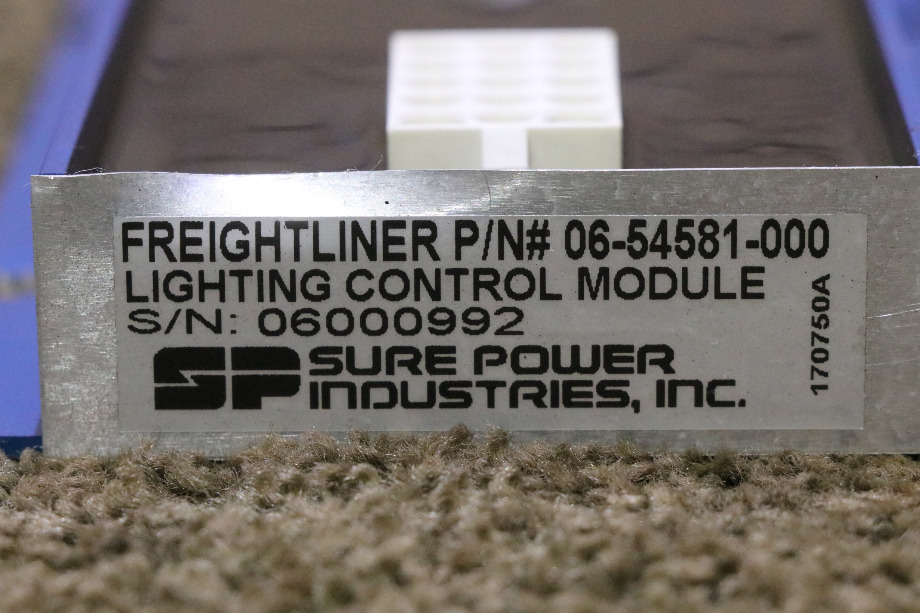 FREIGHTLINER P/N# 06-54581-000
LIGHTING CONTROL MODULE
S/N: 06000992
SP SURE POWER
INDUSTRIES, INC.
170750A